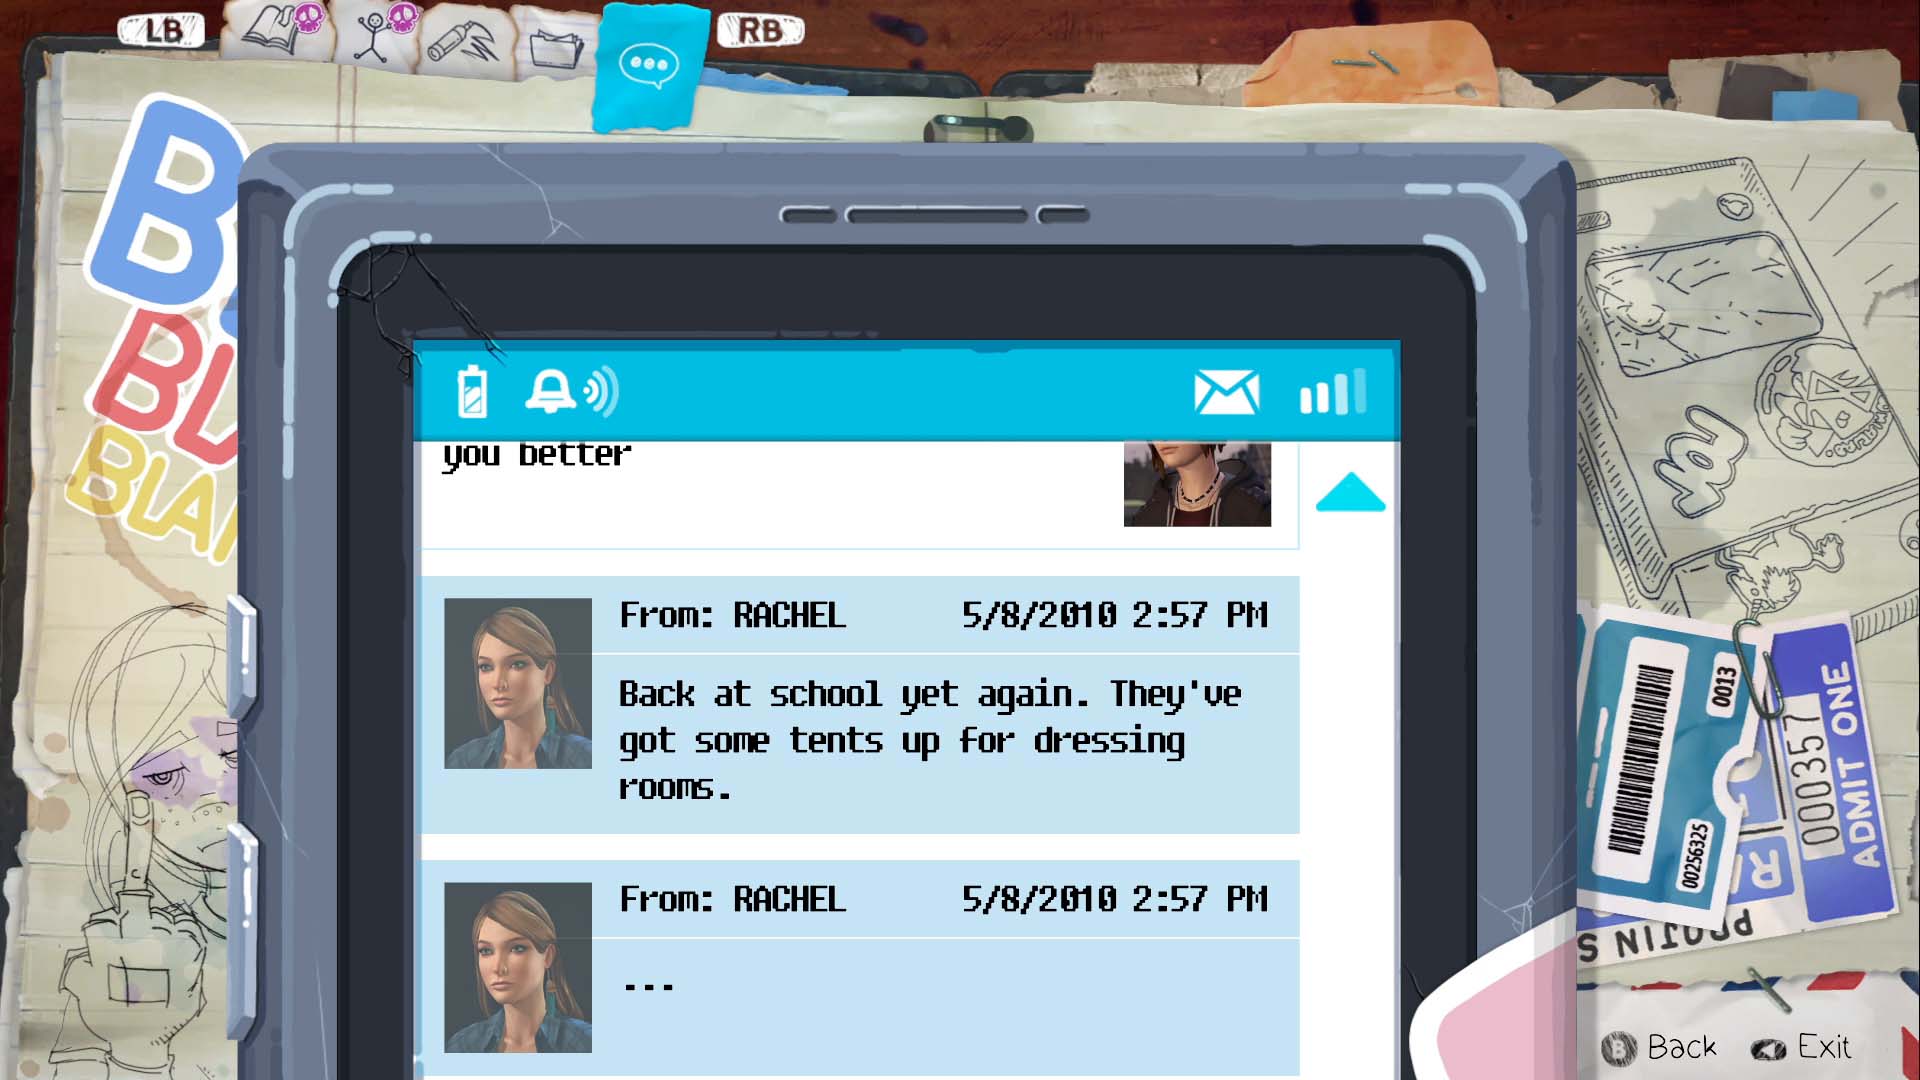 LB
RB
B
BL
BLA
you better
From: RACHEL 5/8/2010 2:57 PM
Back at school yet again. They've
got some tents up for dressing
rooms.
From: RACHEL 5/8/2010 2:57 PM
---
0013
00256325
000357
ADMIT ONE
B Back
Exit